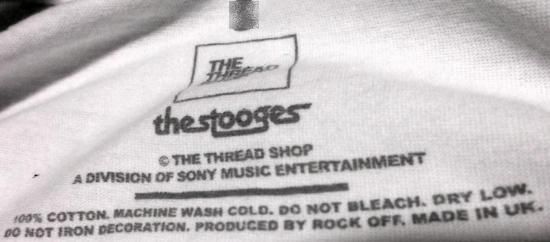 THE
THREAD
thestooges
© THE THREAD SHOP
A DIVISION OF SONY MUSIC ENTERTAINMENT
100% COTTON. MACHINE WASH COLD. DO NOT BLEACH. DRY LOW.
DO NOT IRON DECORATION. PRODUCED BY ROCK OFF. MADE IN UK.